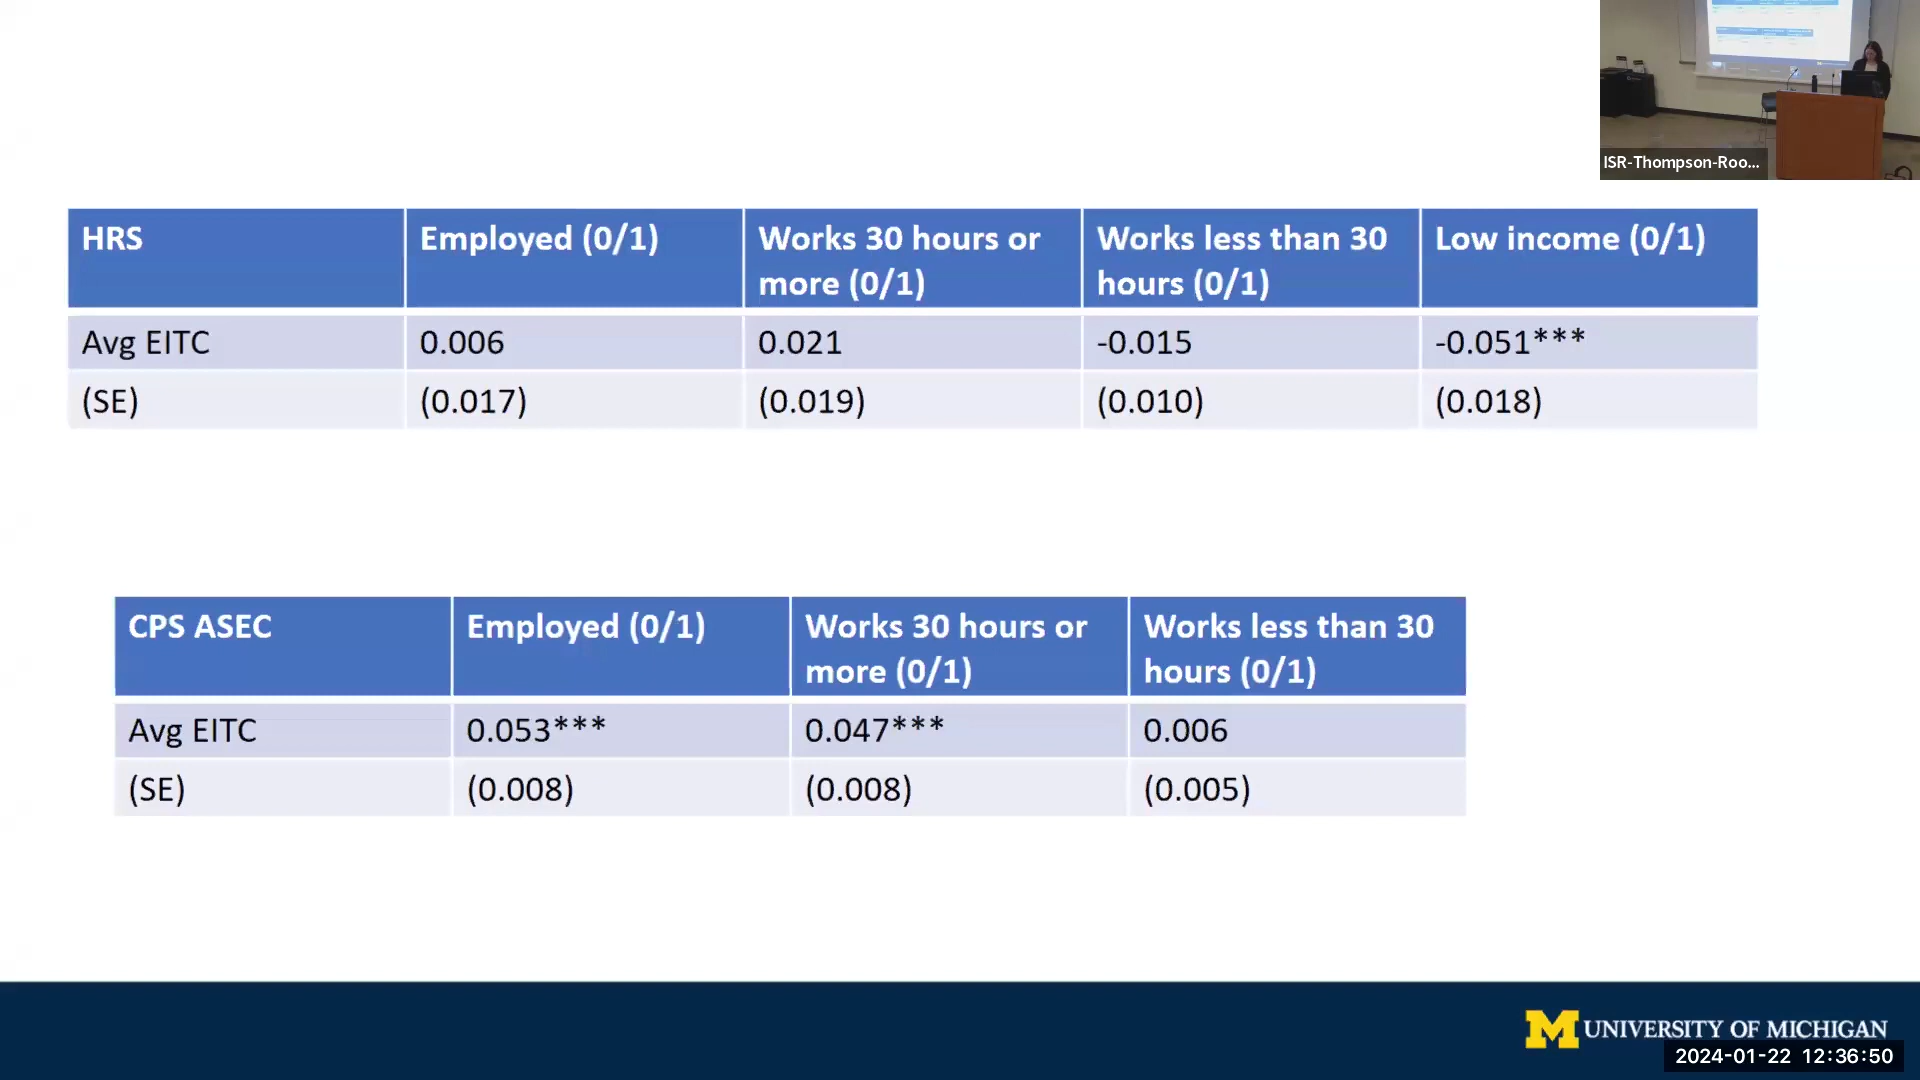 ISR-Thompson-Roo...
HRS
Employed (0/1)
Works 30 hours or
more (0/1)
Works less than 30
hours (0/1)
Low income (0/1)
Avg EITC
0.006
0.021
-0.015
-0.051***
(SE)
(0.017)
(0.019)
(0.010)
(0.018)
CPS ASEC
Employed (0/1)
Works 30 hours or
more (0/1)
Works less than 30
hours (0/1)
Avg EITC
0.053***
0.047***
0.006
(SE)
(0.008)
(0.008)
(0.005)
M UNIVERSITY OF MICHIGAN
2024-01-22 12:36:50